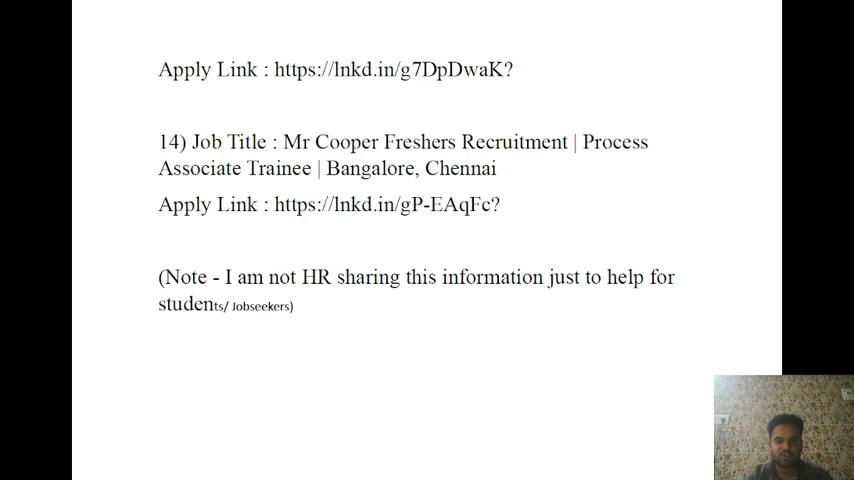 Apply Link : https://lnkd.in/g7DpDwaK?
14) Job Title : Mr Cooper Freshers Recruitment | Process
Associate Trainee | Bangalore, Chennai
Apply Link : https://lnkd.in/gP-EAqFc?
(Note - I am not HR sharing this information just to help for
students/ Jobseekers)